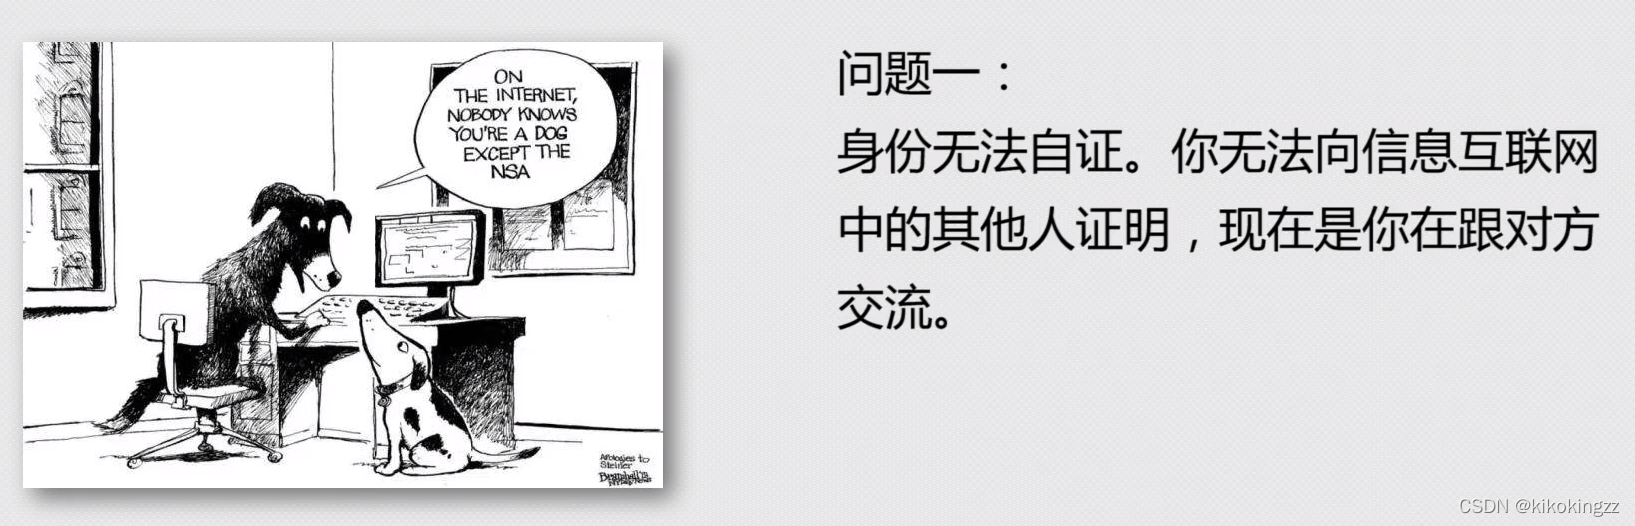 ON
THE INTERNET,
NOBODY KNOWS
YOU'RE A DOG
EXCEPT THE
NSA
Apologies to
Steiner
问题一：
身份无法自证。你无法向信息互联网
中的其他人证明，现在是你在跟对方
交流。
CSDN @kikokingzz